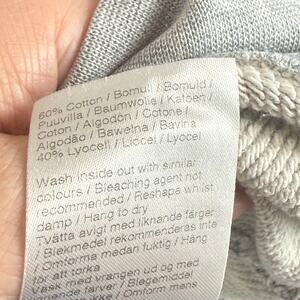 60% Cotton / Bomull / Bomuld /
Puuvilla / Baumwolle / Katoen /
Coton / Algodón / Cotone /
Algodão / Bawełna / Bavlna
40% Lyocell / Liocel / Lyocel
Wash inside out with similar
colours / Bleaching agent not
recommended / Reshape whilst
damp / Hang to dry
Tvätta avigt med liknande färger
/ Blekmedel rekommenderas inte
/ Omforma medan fuktig / Häng
för att torka
Vask med vrangen ud og med
lignende farver / Blegemiddel
/ Omform mens